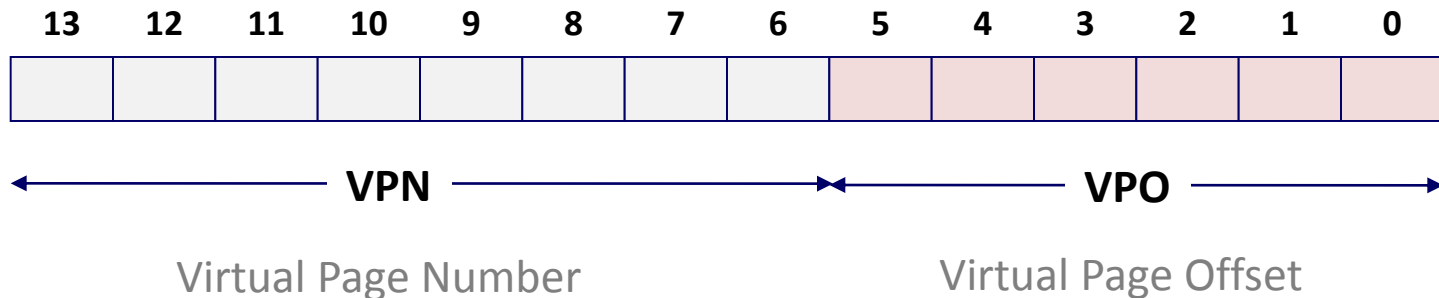 13 12 11 10 9 8 7 6 5 4 3 2 1 0
VPN VPO
Virtual Page Number Virtual Page Offset